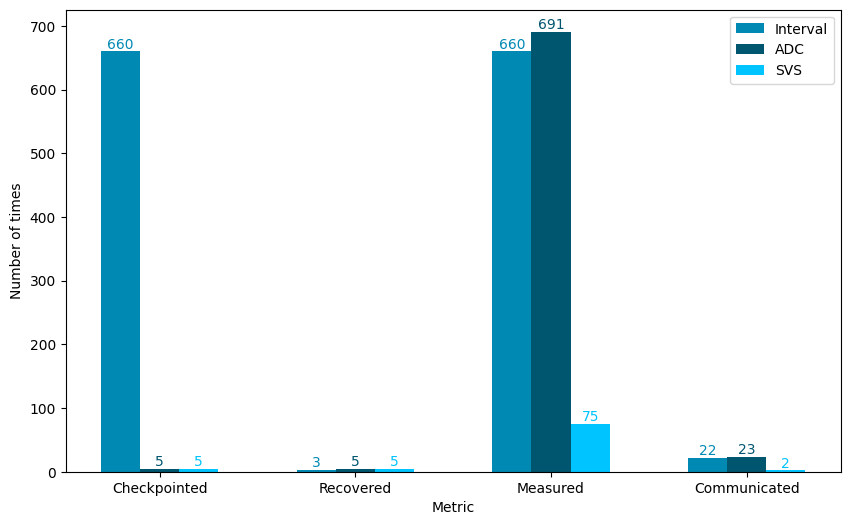 700
600
500
400
300
200
100
0
Number of times
660
5
5
3
5
5
660
691
75
22
23
2
Interval
ADC
SVS
Checkpointed
Recovered
Measured
Communicated
Metric